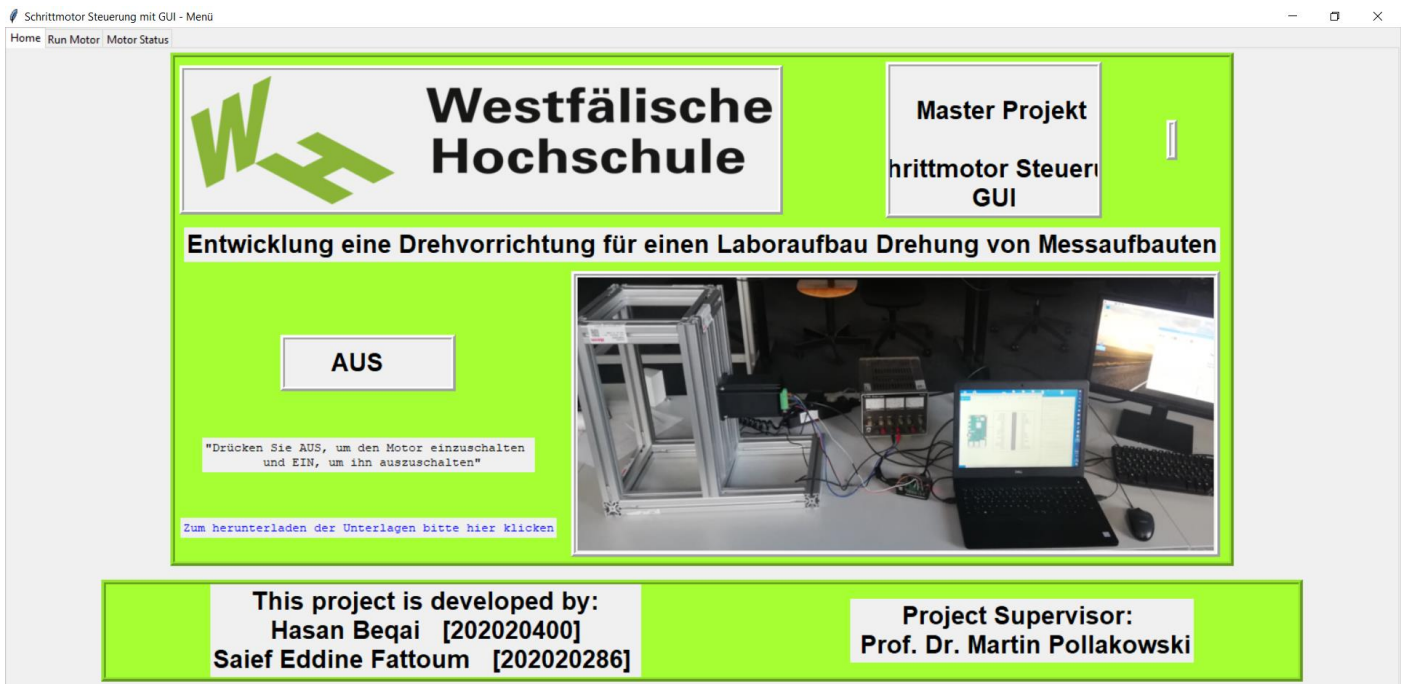 Schrittmotor Steuerung mit GUI - Menü
Home Run Motor Motor Status
Westfälische
Hochschule
Master Projekt
hrittmotor Steuer
GUI
Entwicklung eine Drehvorrichtung für einen Laboraufbau Drehung von Messaufbauten
AUS
"Drücken Sie AUS, um den Motor einzuschalten
und EIN, um ihn auszuschalten"
Zum herunterladen der Unterlagen bitte hier klicken
This project is developed by:
Hasan Beqai [202020400]
Saief Eddine Fattoum [202020286]
Project Supervisor:
Prof. Dr. Martin Pollakowski